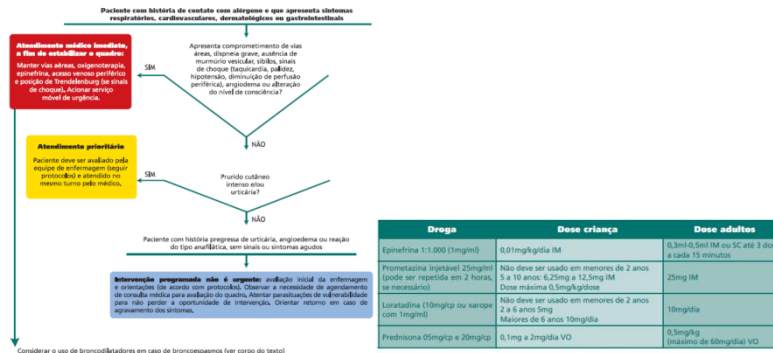 Paciente com história de contato com alérgeno e que apresenta sintomas
respiratórios, cardiovasculares, dermatológicos ou gastrointestinais
Atendimento médico imediato,
a fim de estabilizar o quadro:
Manter vias aéreas, oxigenoterapia,
epinefrina, acesso venoso periférico
e posição de Trendelenburg (se sinais
de choque). Acionar serviço
móvel de urgência.
SIM
Apresenta comprometimento de vias
áreas, dispneia grave, ausência de
murmúrio vesicular, sibilos, sinais
de choque (taquicardia, palidez,
hipotensão, diminuição de perfusão
periférica), angioedema ou alteração
do nível de consciência?
NÃO
Atendimento prioritário
Paciente deve ser avaliado pela
equipe de enfermagem (seguir
protocolos) e atendido no
mesmo turno pelo médico.
SIM
Prurido cutâneo
intenso e/ou
urticária?
NÃO
Paciente com história pregressa de urticária, angioedema ou reação
do tipo anafilática, sem sinais ou sintomas agudos
Intervenção programada não é urgente: avaliação inicial da enfermagem
e orientações (de acordo com protocolos). Observar a necessidade de agendamento
de consulta médica para avaliação do quadro. Atentar para situações de vulnerabilidade
para não perder a oportunidade de intervenção. Orientar retorno em caso de
agravamento dos sintomas.
Considerar o uso de broncodilatadores em caso de broncoespasmos (ver corpo do texto)
Droga Dose criança Dose adultos
Epinefrina 1:1.000 (1mg/ml) 0,01mg/kg/dia IM 0,3ml-0,5ml IM ou SC até 3 do
a cada 15 minutos
Prometazina injetável 25mg/ml
(pode ser repetida em 2 horas,
se necessário)
Não deve ser usado em menores de 2 anos
5 a 10 anos: 6,25mg a 12,5mg IM
Dose máxima 0,5mg/kg/dose
25mg IM
Loratadina (10mg/cp ou xarope
com 1mg/ml)
Não deve ser usado em menores de 2 anos
2 a 6 anos 5mg
Maiores de 6 anos 10mg/dia
10mg/dia
Prednisona 05mg/cp e 20mg/cp 0,1mg a 2mg/dia VO 0,5mg/kg
(máximo de 60mg/dia) VO